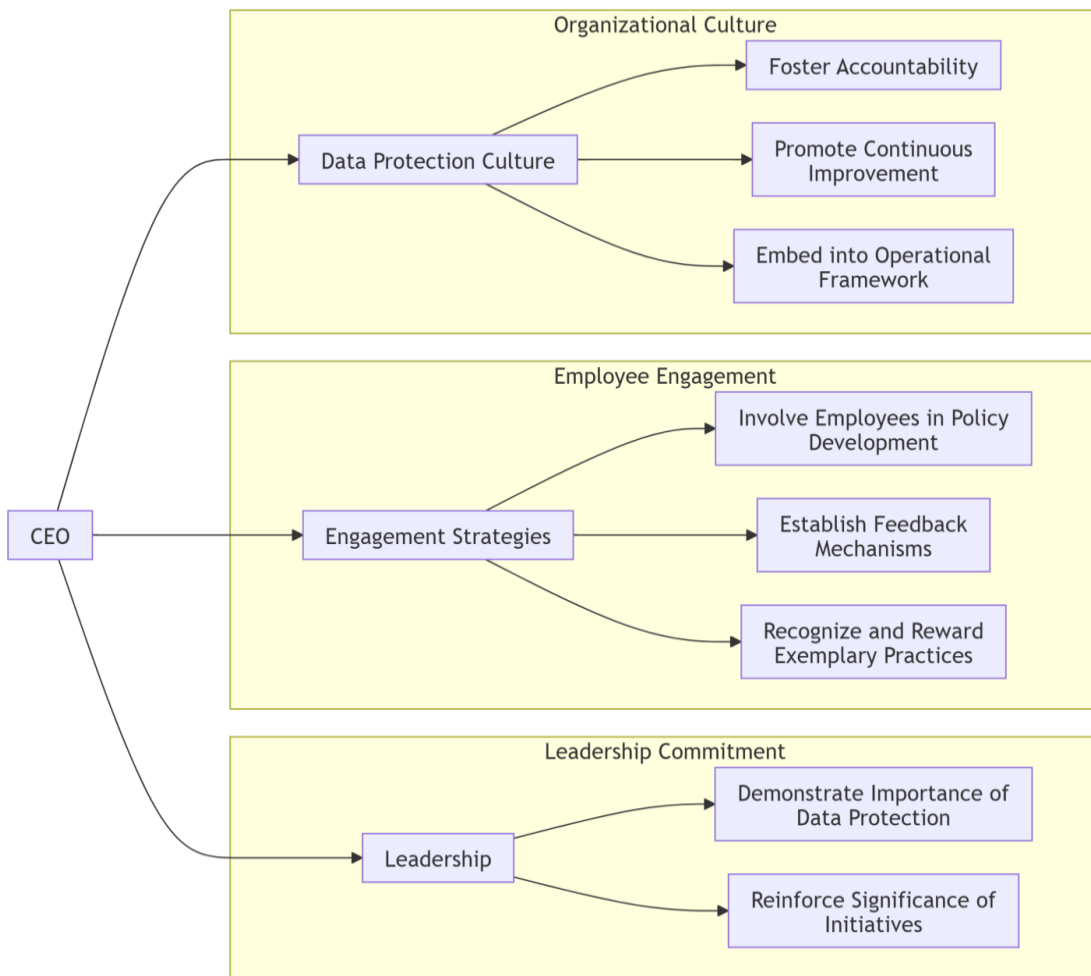 Organizational Culture
Foster Accountability
Data Protection Culture
Promote Continuous
Improvement
Embed into Operational
Framework
Employee Engagement
Involve Employees in Policy
Development
CEO
Engagement Strategies
Establish Feedback
Mechanisms
Recognize and Reward
Exemplary Practices
Leadership Commitment
Demonstrate Importance of
Data Protection
Leadership
Reinforce Significance of
Initiatives